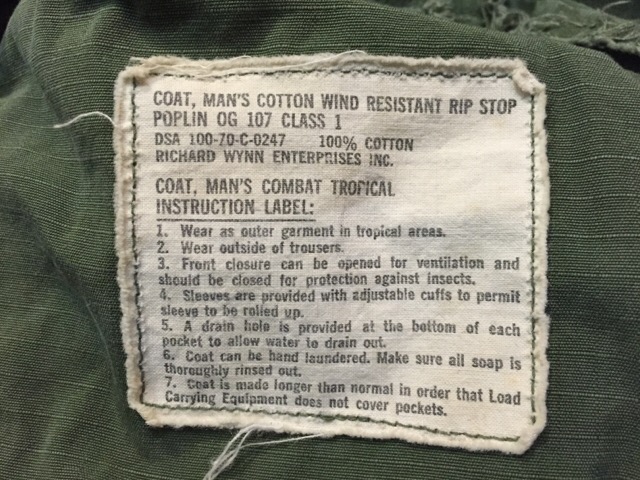 COAT, MAN'S COTTON WIND RESISTANT RIP STOP
POPLIN OG 107 CLASS 1
DSA 100-70-C-0247 100% COTTON
RICHARD WYNN ENTERPRISES INC.
COAT, MAN'S COMBAT TROPICAL
INSTRUCTION LABEL:
1. Wear as outer garment in tropical areas.
2. Wear outside of trousers.
3. Front closure can be opened for ventilation and
should be closed for protection against insects.
4. Sleeves are provided with adjustable cuffs to permit
sleeve to be rolled up.
5. A drain hole is provided at the bottom of each
pocket to allow water to drain out.
6. Coat can be hand laundered. Make sure all soap is
thoroughly rinsed out.
7. Coat is made longer than normal in order that Load
Carrying Equipment does not cover pockets.